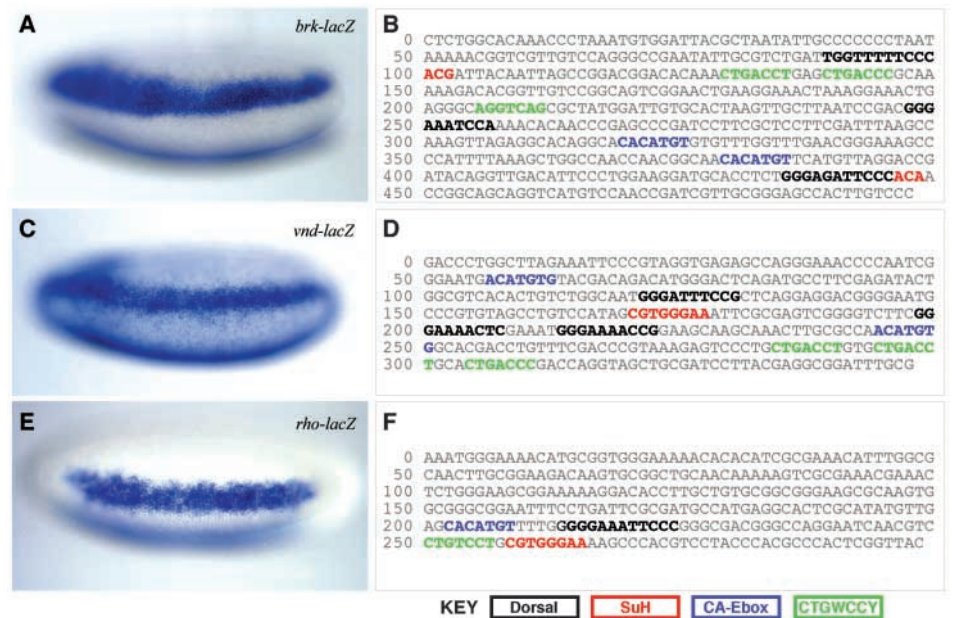 A
brk-lacZ
B
0 CTCTGGCACAAACCCTAAATGTGGATTACGCTAATATTGCCCCCCCTAAT
50 AAAAACGGTCGTTGTCCAGGGCCGAATATTGCGTCTGATTGGTTTTTCCC
100 ACGATTACAATTAGCCGGACGGACACAAACTGACCTGAGCTGACCCGCAA
150 AAAGACACGGTTGTCCGGCAGTCGGAACTGAAGGAAACTAAAGGAAACTG
200 AGGGCAGGTCAGCGCTATGGATTGTGCACTAAGTTGCTTAATCCGACGGG
250 AAATCCAAAACACAACCCGAGCCCGATCCTTCGCTCCTTCGATTTAAGCC
300 AAAGTTAGAGGCACAGGCACACATGTGTGTTTGGTTTGAACGGGAAAGCC
350 CCATTTTAAAGCTGGCCAACCAACGGCAACACATGTTCATGTTAGGACCG
400 ATACAGGTTGACATTCCCTGGAAGGATGCACCTCTGGGAGATTCCCACAA
450 CCGGCAGCAGGTCATGTCCAACCGATCGTTGCGGGAGCCACTTGTCCC
C
vnd-lacZ
D
0 GACCCTGGCTTAGAAATTCCCGTAGGTGAGAGCCAGGGAAACCCCAATCG
50 GGAATGACATGTGTACGACAGACATGGGACTCAGATGCCTTCGAGATACT
100 GGCGTCACACTGTCTGGCAATGGGATTTCCGCTCAGGAGGACGGGGAATG
150 CCCGTGTAGCCTGTCCATAGCGTGGGAAATTCGCGAGTCGGGGTCTTCGG
200 GAAAACTCGAAATGGGAAAACCGGAAGCAAGCAAACTTGCGCCAACATGT
250 GGCACGACCTGTTTCGACCCGTAAAGAGTCCCTGCTGACCTGTGCTGACC
300 TGCACTGACCCGACCAGGTAGCTGCGATCCTTACGAGGCGGATTTGCG
E
rho-lacZ
F
0 AAATGGGAAAACATGCGGTGGGAAAAACACACATCGCGAAACATTTGGCG
50 CAACTTGCGGAAGACAAGTGCGGCTGCAACAAAAAGTCGCGAAACGAAAC
100 TCTGGGAAGCGGAAAAAGGACACCTTGCTGTGCGGCGGGAAGCGCAAGTG
150 GCGGGCGGAATTTCCTGATTCGCGATGCCATGAGGCACTCGCATATGTTG
200 AGCACATGTTTTGGGGGAAATTCCCGGGCGACGGGCCAGGAATCAACGTC
250 CTGTCCTGCGTGGGAAAAGCCCACGTCCTACCCACGCCCACTCGGTTAC
KEY Dorsal SuH CA-Ebox CTGWCCY